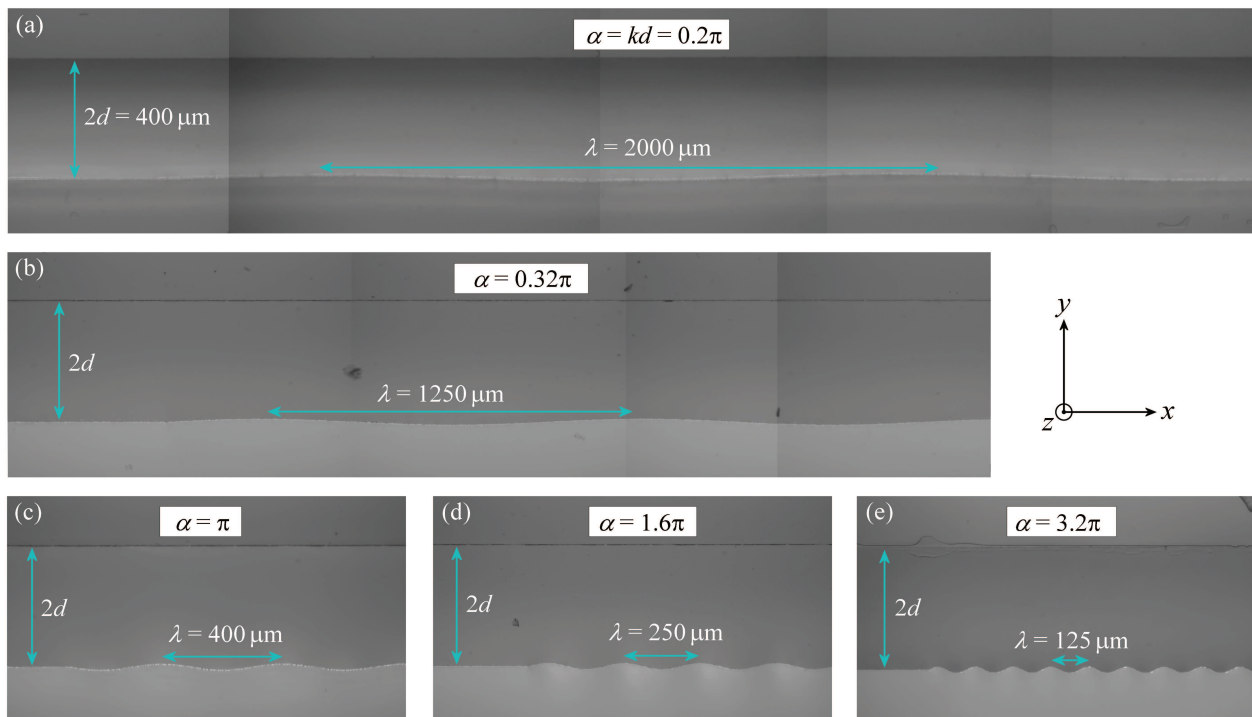 (a)
α = kd = 0.2π
2d = 400 μm
λ = 2000 μm
(b)
α = 0.32π
2d
λ = 1250 μm
y
z
x
(c)
α = π
2d
λ = 400 μm
(d)
α = 1.6π
2d
λ = 250 μm
(e)
α = 3.2π
2d
λ = 125 μm